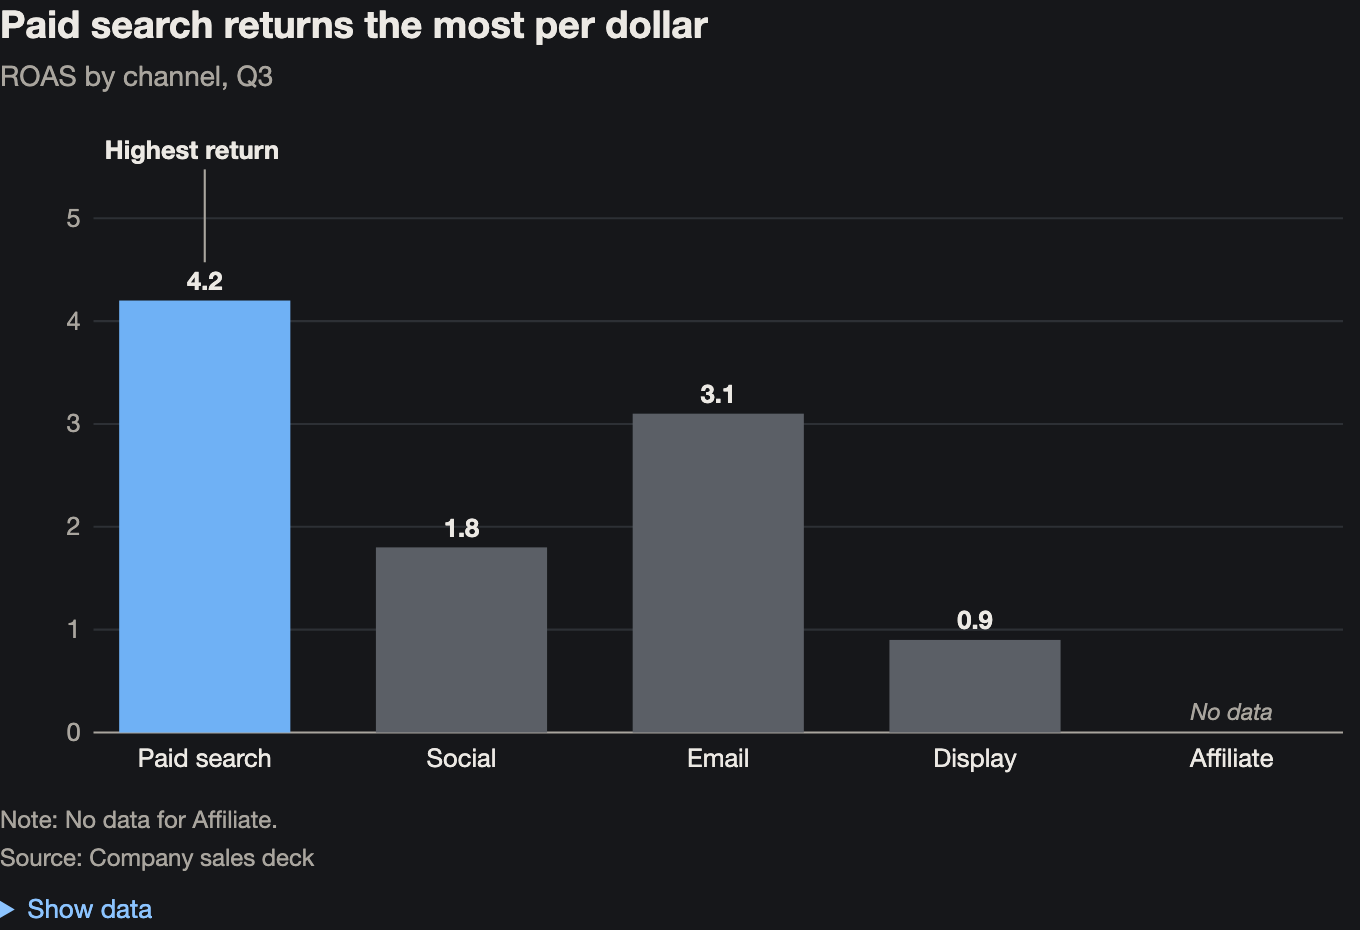 Paid search returns the most per dollar
ROAS by channel, Q3
Highest return
5
4.2
4
3.1
3
2
1.8
1
0.9
No data
0
Paid search
Social
Email
Display
Affiliate
Note: No data for Affiliate.
Source: Company sales deck
Show data